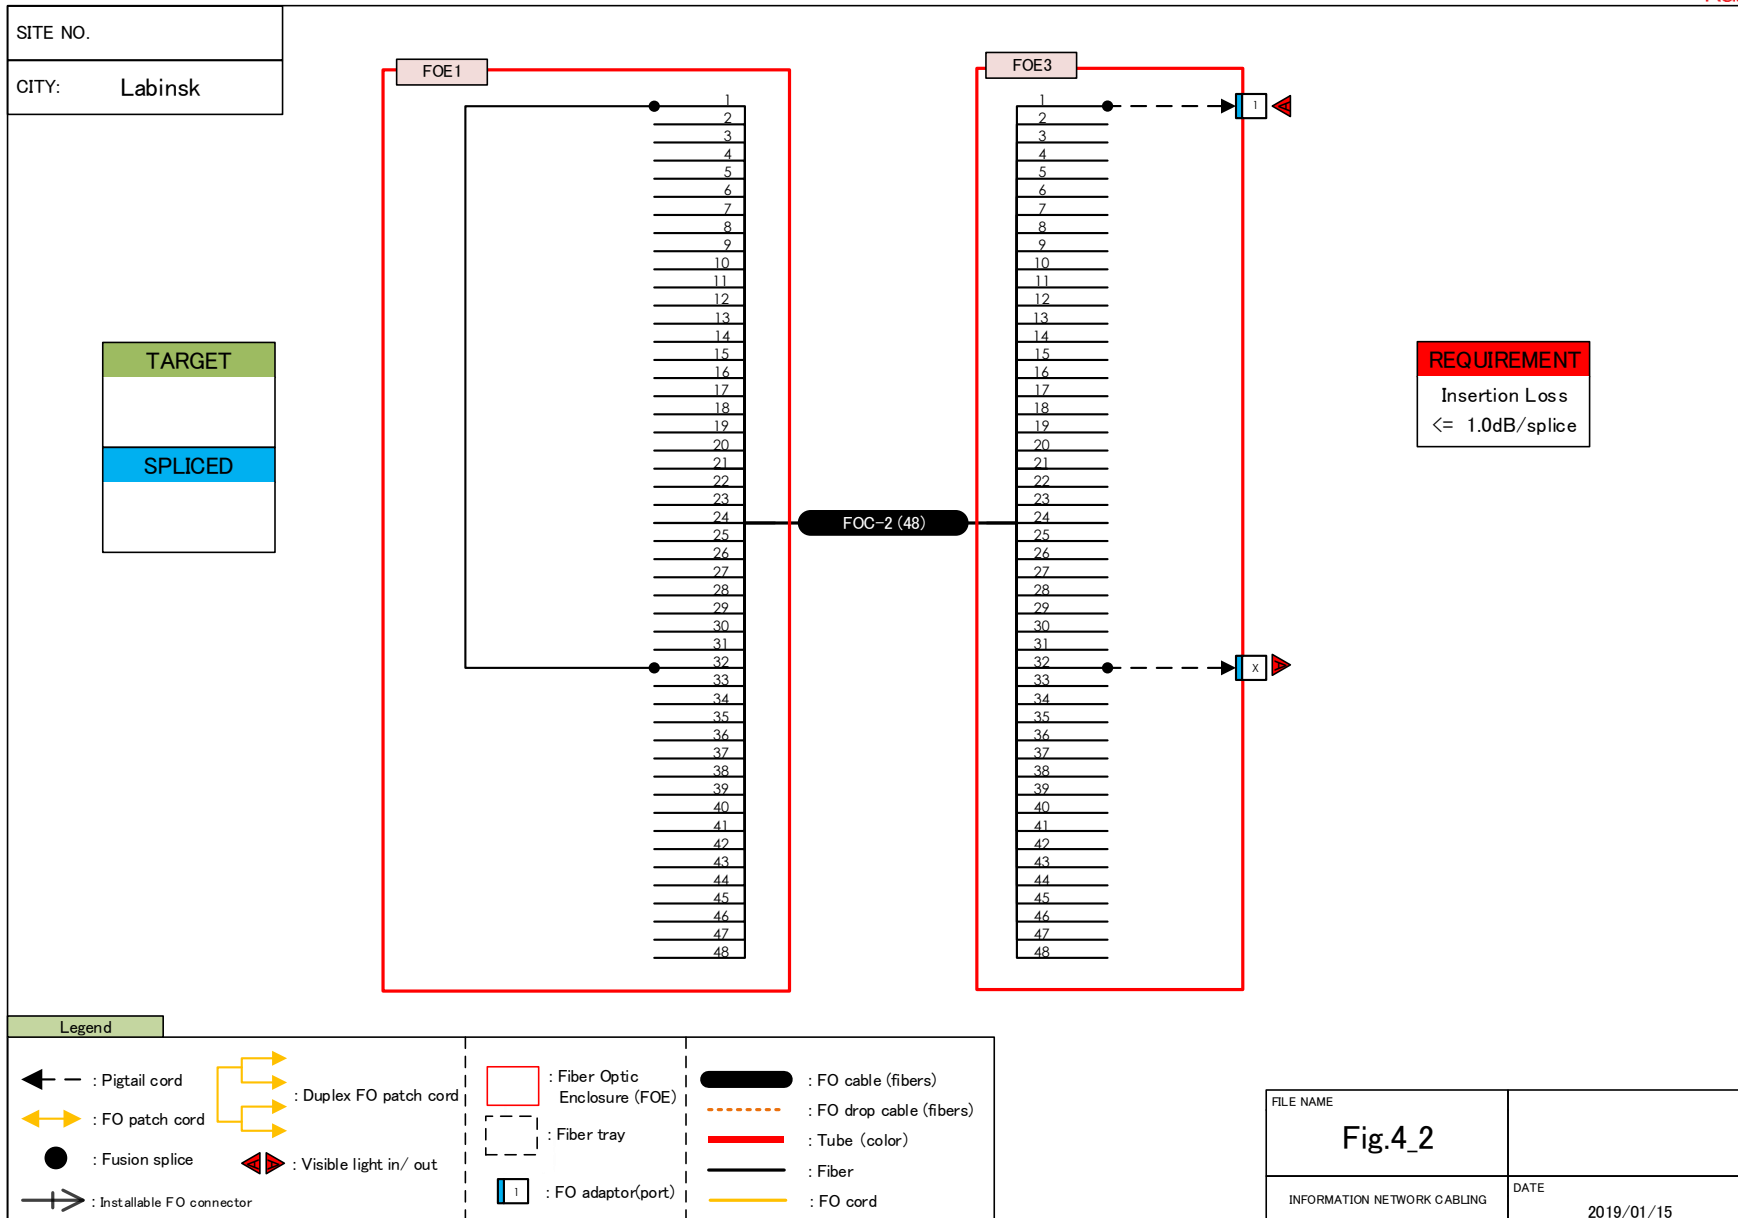 SITE NO.
CITY: Labinsk
FOE1
FOE3
1
2
3
4
5
6
7
8
9
10
11
12
13
14
15
16
17
18
19
20
21
22
23
24
25
26
27
28
29
30
31
32
33
34
35
36
37
38
39
40
41
42
43
44
45
46
47
48
1
2
3
4
5
6
7
8
9
10
11
12
13
14
15
16
17
18
19
20
21
22
23
24
25
26
27
28
29
30
31
32
33
34
35
36
37
38
39
40
41
42
43
44
45
46
47
48
1
A
X
A
TARGET
SPLICED
FOC-2 (48)
REQUIREMENT
Insertion Loss
<= 1.0dB/splice
Legend
: Pigtail cord
: FO patch cord
: Fusion splice
: Installable FO connector
: Duplex FO patch cord
A A : Visible light in/ out
: Fiber Optic
Enclosure (FOE)
: Fiber tray
1 : FO adaptor(port)
: FO cable (fibers)
: FO drop cable (fibers)
: Tube (color)
: Fiber
: FO cord
FILE NAME
Fig.4_2
INFORMATION NETWORK CABLING
DATE
2019/01/15